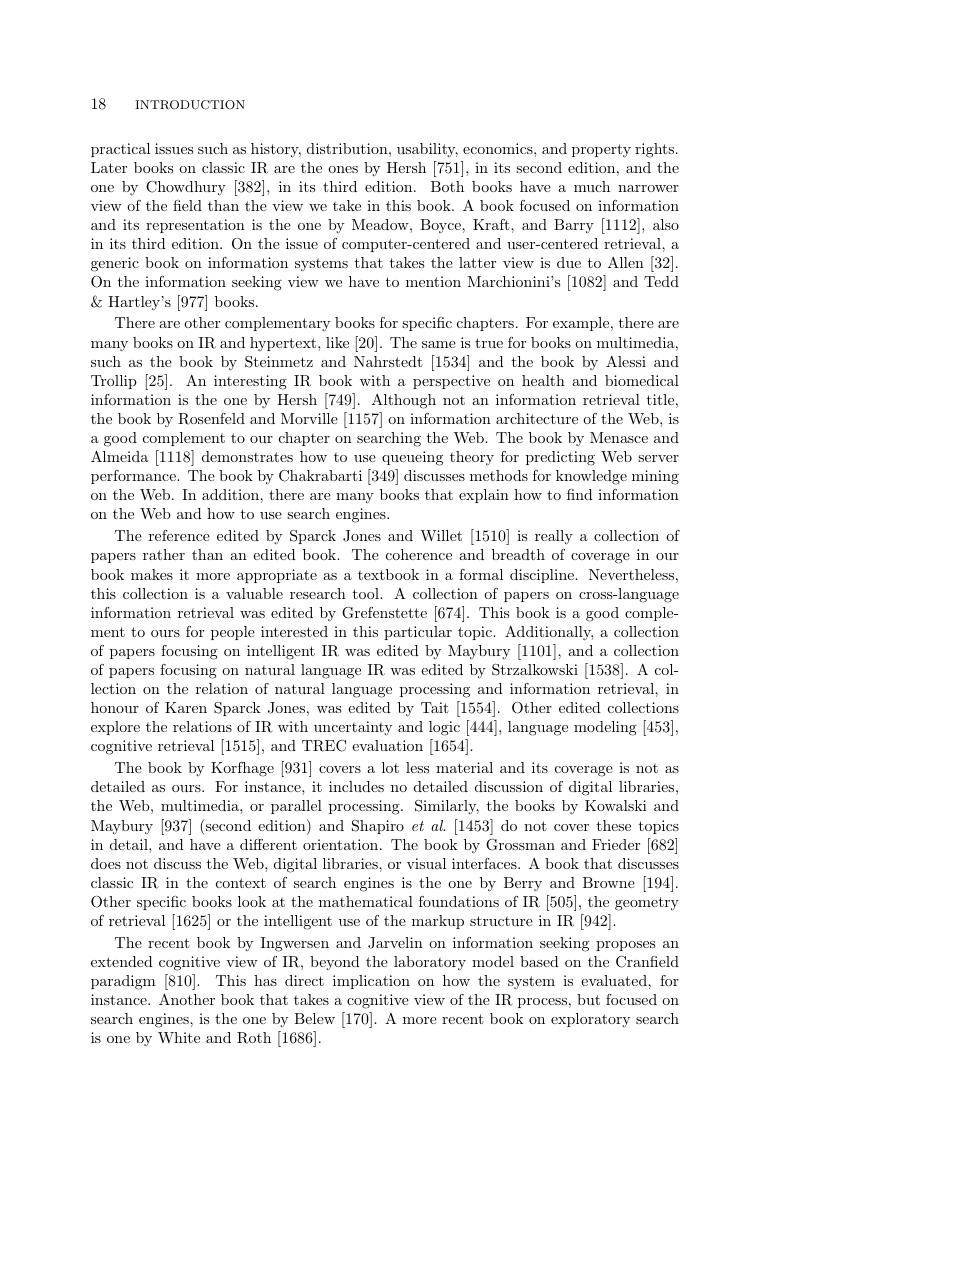 18 INTRODUCTION
practical issues such as history, distribution, usability, economics, and property rights.
Later books on classic IR are the ones by Hersh [751], in its second edition, and the
one by Chowdhury [382], in its third edition. Both books have a much narrower
view of the field than the view we take in this book. A book focused on information
and its representation is the one by Meadow, Boyce, Kraft, and Barry [1112], also
in its third edition. On the issue of computer-centered and user-centered retrieval, a
generic book on information systems that takes the latter view is due to Allen [32].
On the information seeking view we have to mention Marchionini's [1082] and Tedd
& Hartley's [977] books.
There are other complementary books for specific chapters. For example, there are
many books on IR and hypertext, like [20]. The same is true for books on multimedia,
such as the book by Steinmetz and Nahrstedt [1534] and the book by Alessi and
Trollip [25]. An interesting IR book with a perspective on health and biomedical
information is the one by Hersh [749]. Although not an information retrieval title,
the book by Rosenfeld and Morville [1157] on information architecture of the Web, is
a good complement to our chapter on searching the Web. The book by Menasce and
Almeida [1118] demonstrates how to use queueing theory for predicting Web server
performance. The book by Chakrabarti [349] discusses methods for knowledge mining
on the Web. In addition, there are many books that explain how to find information
on the Web and how to use search engines.
The reference edited by Sparck Jones and Willet [1510] is really a collection of
papers rather than an edited book. The coherence and breadth of coverage in our
book makes it more appropriate as a textbook in a formal discipline. Nevertheless,
this collection is a valuable research tool. A collection of papers on cross-language
information retrieval was edited by Grefenstette [674]. This book is a good comple-
ment to ours for people interested in this particular topic. Additionally, a collection
of papers focusing on intelligent IR was edited by Maybury [1101], and a collection
of papers focusing on natural language IR was edited by Strzalkowski [1538]. A col-
lection on the relation of natural language processing and information retrieval, in
honour of Karen Sparck Jones, was edited by Tait [1554]. Other edited collections
explore the relations of IR with uncertainty and logic [444], language modeling [453],
cognitive retrieval [1515], and TREC evaluation [1654].
The book by Korfhage [931] covers a lot less material and its coverage is not as
detailed as ours. For instance, it includes no detailed discussion of digital libraries,
the Web, multimedia, or parallel processing. Similarly, the books by Kowalski and
Maybury [937] (second edition) and Shapiro et al. [1453] do not cover these topics
in detail, and have a different orientation. The book by Grossman and Frieder [682]
does not discuss the Web, digital libraries, or visual interfaces. A book that discusses
classic IR in the context of search engines is the one by Berry and Browne [194].
Other specific books look at the mathematical foundations of IR [505], the geometry
of retrieval [1625] or the intelligent use of the markup structure in IR [942].
The recent book by Ingwersen and Jarvelin on information seeking proposes an
extended cognitive view of IR, beyond the laboratory model based on the Cranfield
paradigm [810]. This has direct implication on how the system is evaluated, for
instance. Another book that takes a cognitive view of the IR process, but focused on
search engines, is the one by Belew [170]. A more recent book on exploratory search
is one by White and Roth [1686].